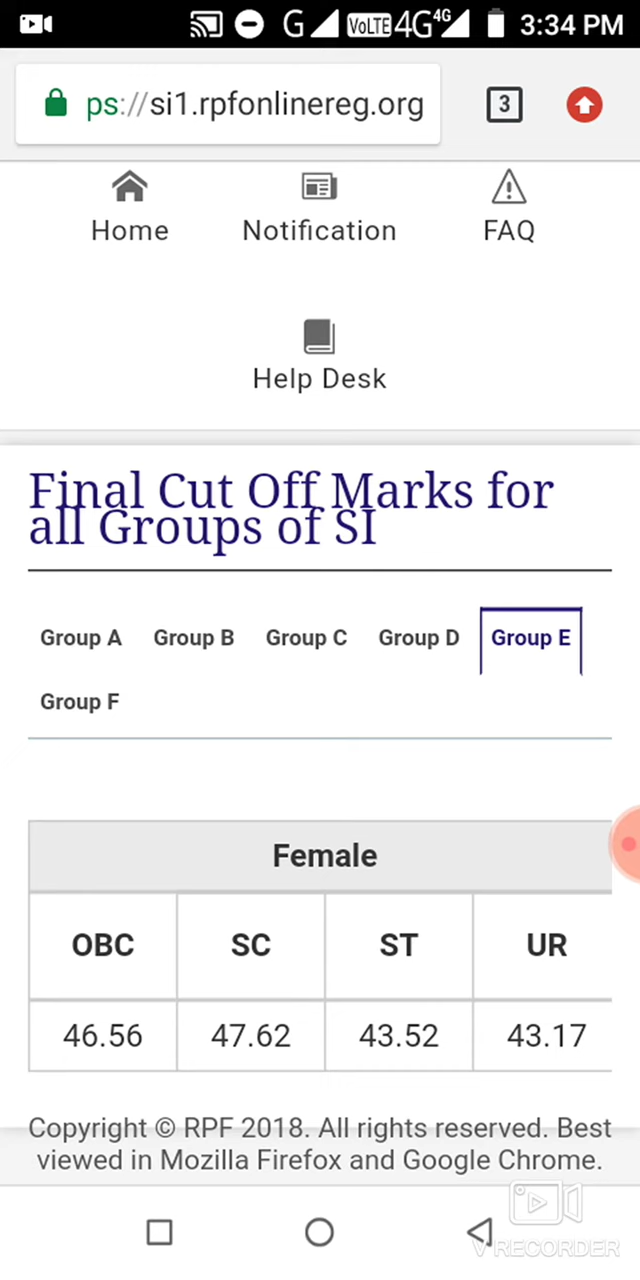 G VoLTE 4G 4G 3:34 PM
ps://si1.rpfonlinereg.org 3
Home Notification FAQ
Help Desk
Final Cut Off Marks for
all Groups of SI
Group A Group B Group C Group D Group E
Group F
Female
OBC SC ST UR
46.56 47.62 43.52 43.17
Copyright © RPF 2018. All rights reserved. Best
viewed in Mozilla Firefox and Google Chrome.
V RECORDER